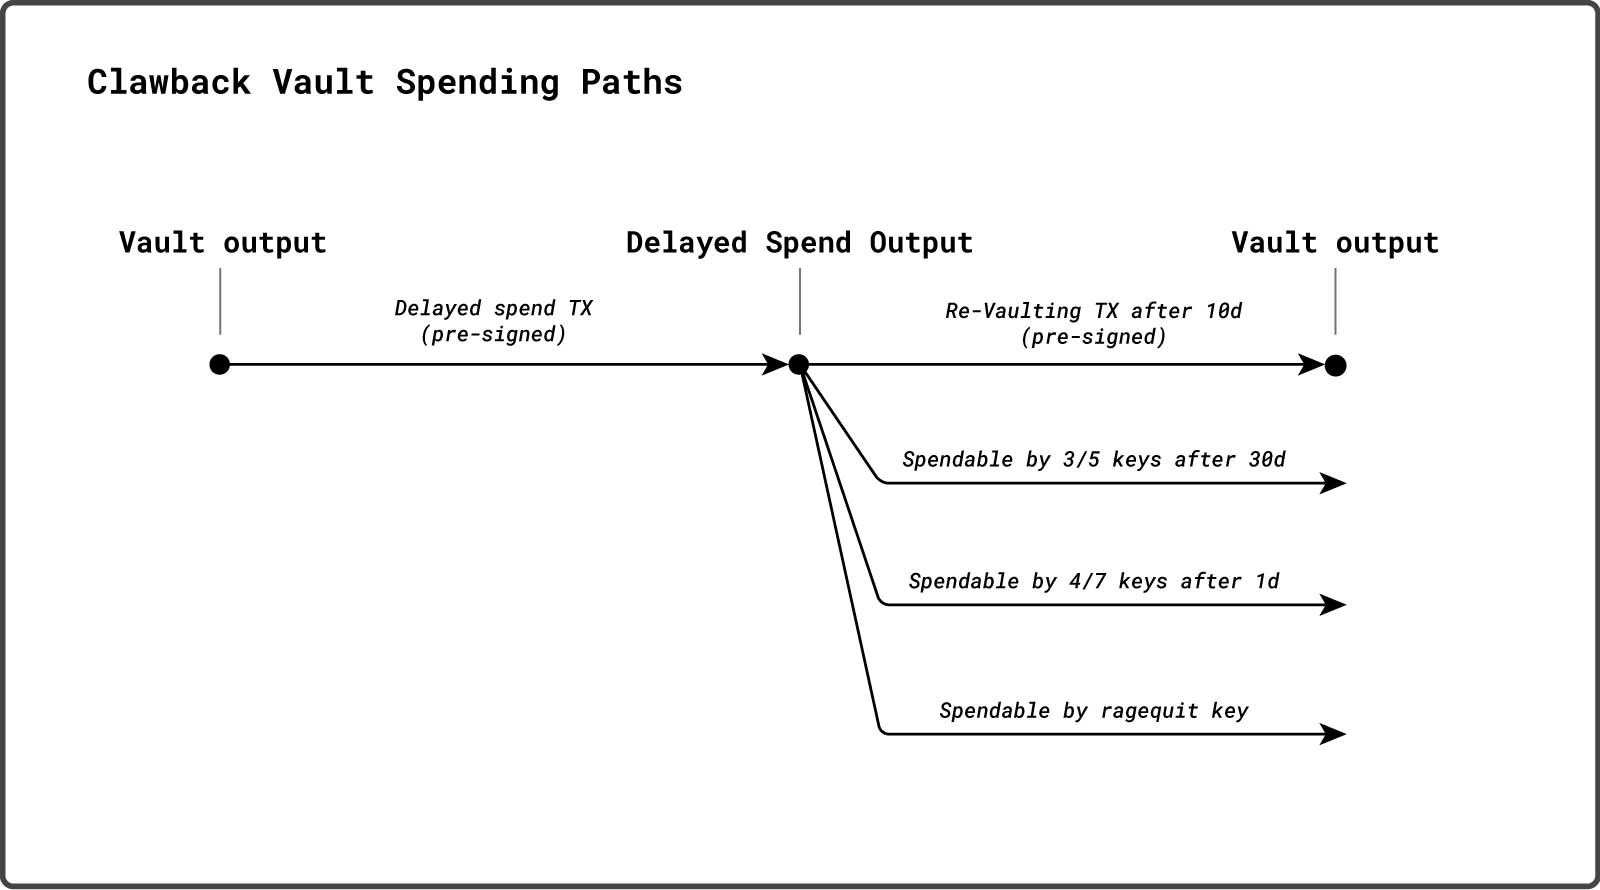 Clawback Vault Spending Paths
Vault output
Delayed Spend Output
Vault output
Delayed spend TX
(pre-signed)
Re-Vaulting TX after 10d
(pre-signed)
Spendable by 3/5 keys after 30d
Spendable by 4/7 keys after 1d
Spendable by ragequit key